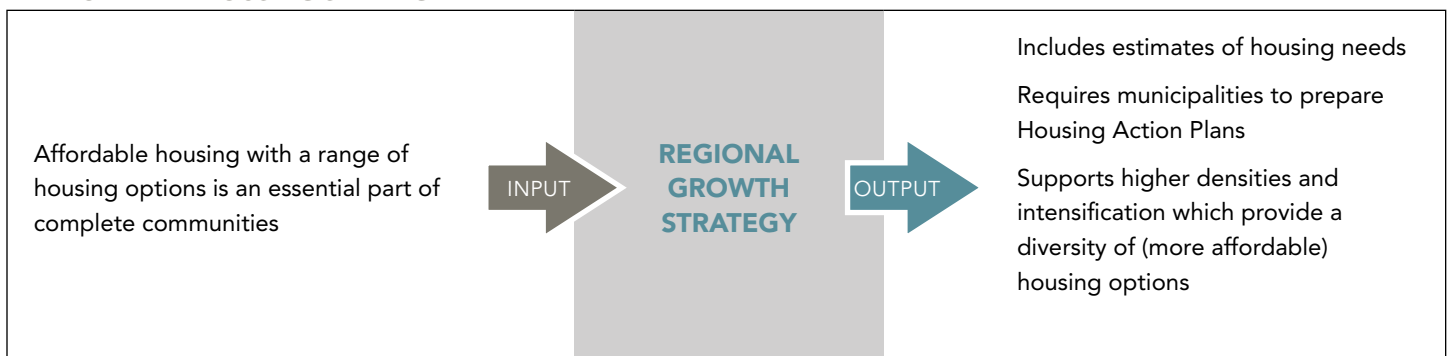 Affordable housing with a range of
housing options is an essential part of
complete communities
INPUT
REGIONAL
GROWTH
STRATEGY
OUTPUT
Includes estimates of housing needs
Requires municipalities to prepare
Housing Action Plans
Supports higher densities and
intensification which provide a
diversity of (more affordable)
housing options